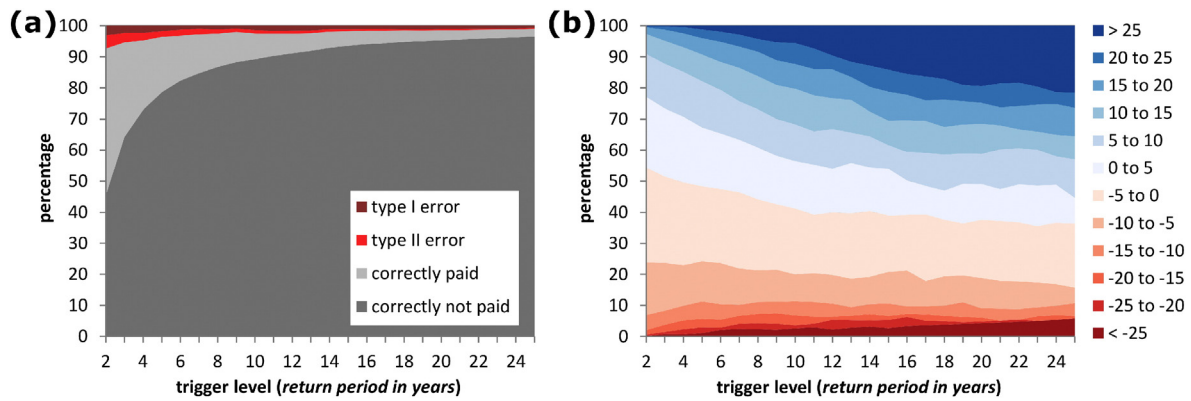 (a)
percentage
100
90
80
70
60
50
40
30
20
10
0
type I error
type II error
correctly paid
correctly not paid
2 4 6 8 10 12 14 16 18 20 22 24
trigger level (return period in years)
(b)
percentage
100
90
80
70
60
50
40
30
20
10
0
2 4 6 8 10 12 14 16 18 20 22 24
trigger level (return period in years)
> 25
20 to 25
15 to 20
10 to 15
5 to 10
0 to 5
-5 to 0
-10 to -5
-15 to -10
-20 to -15
-25 to -20
< -25